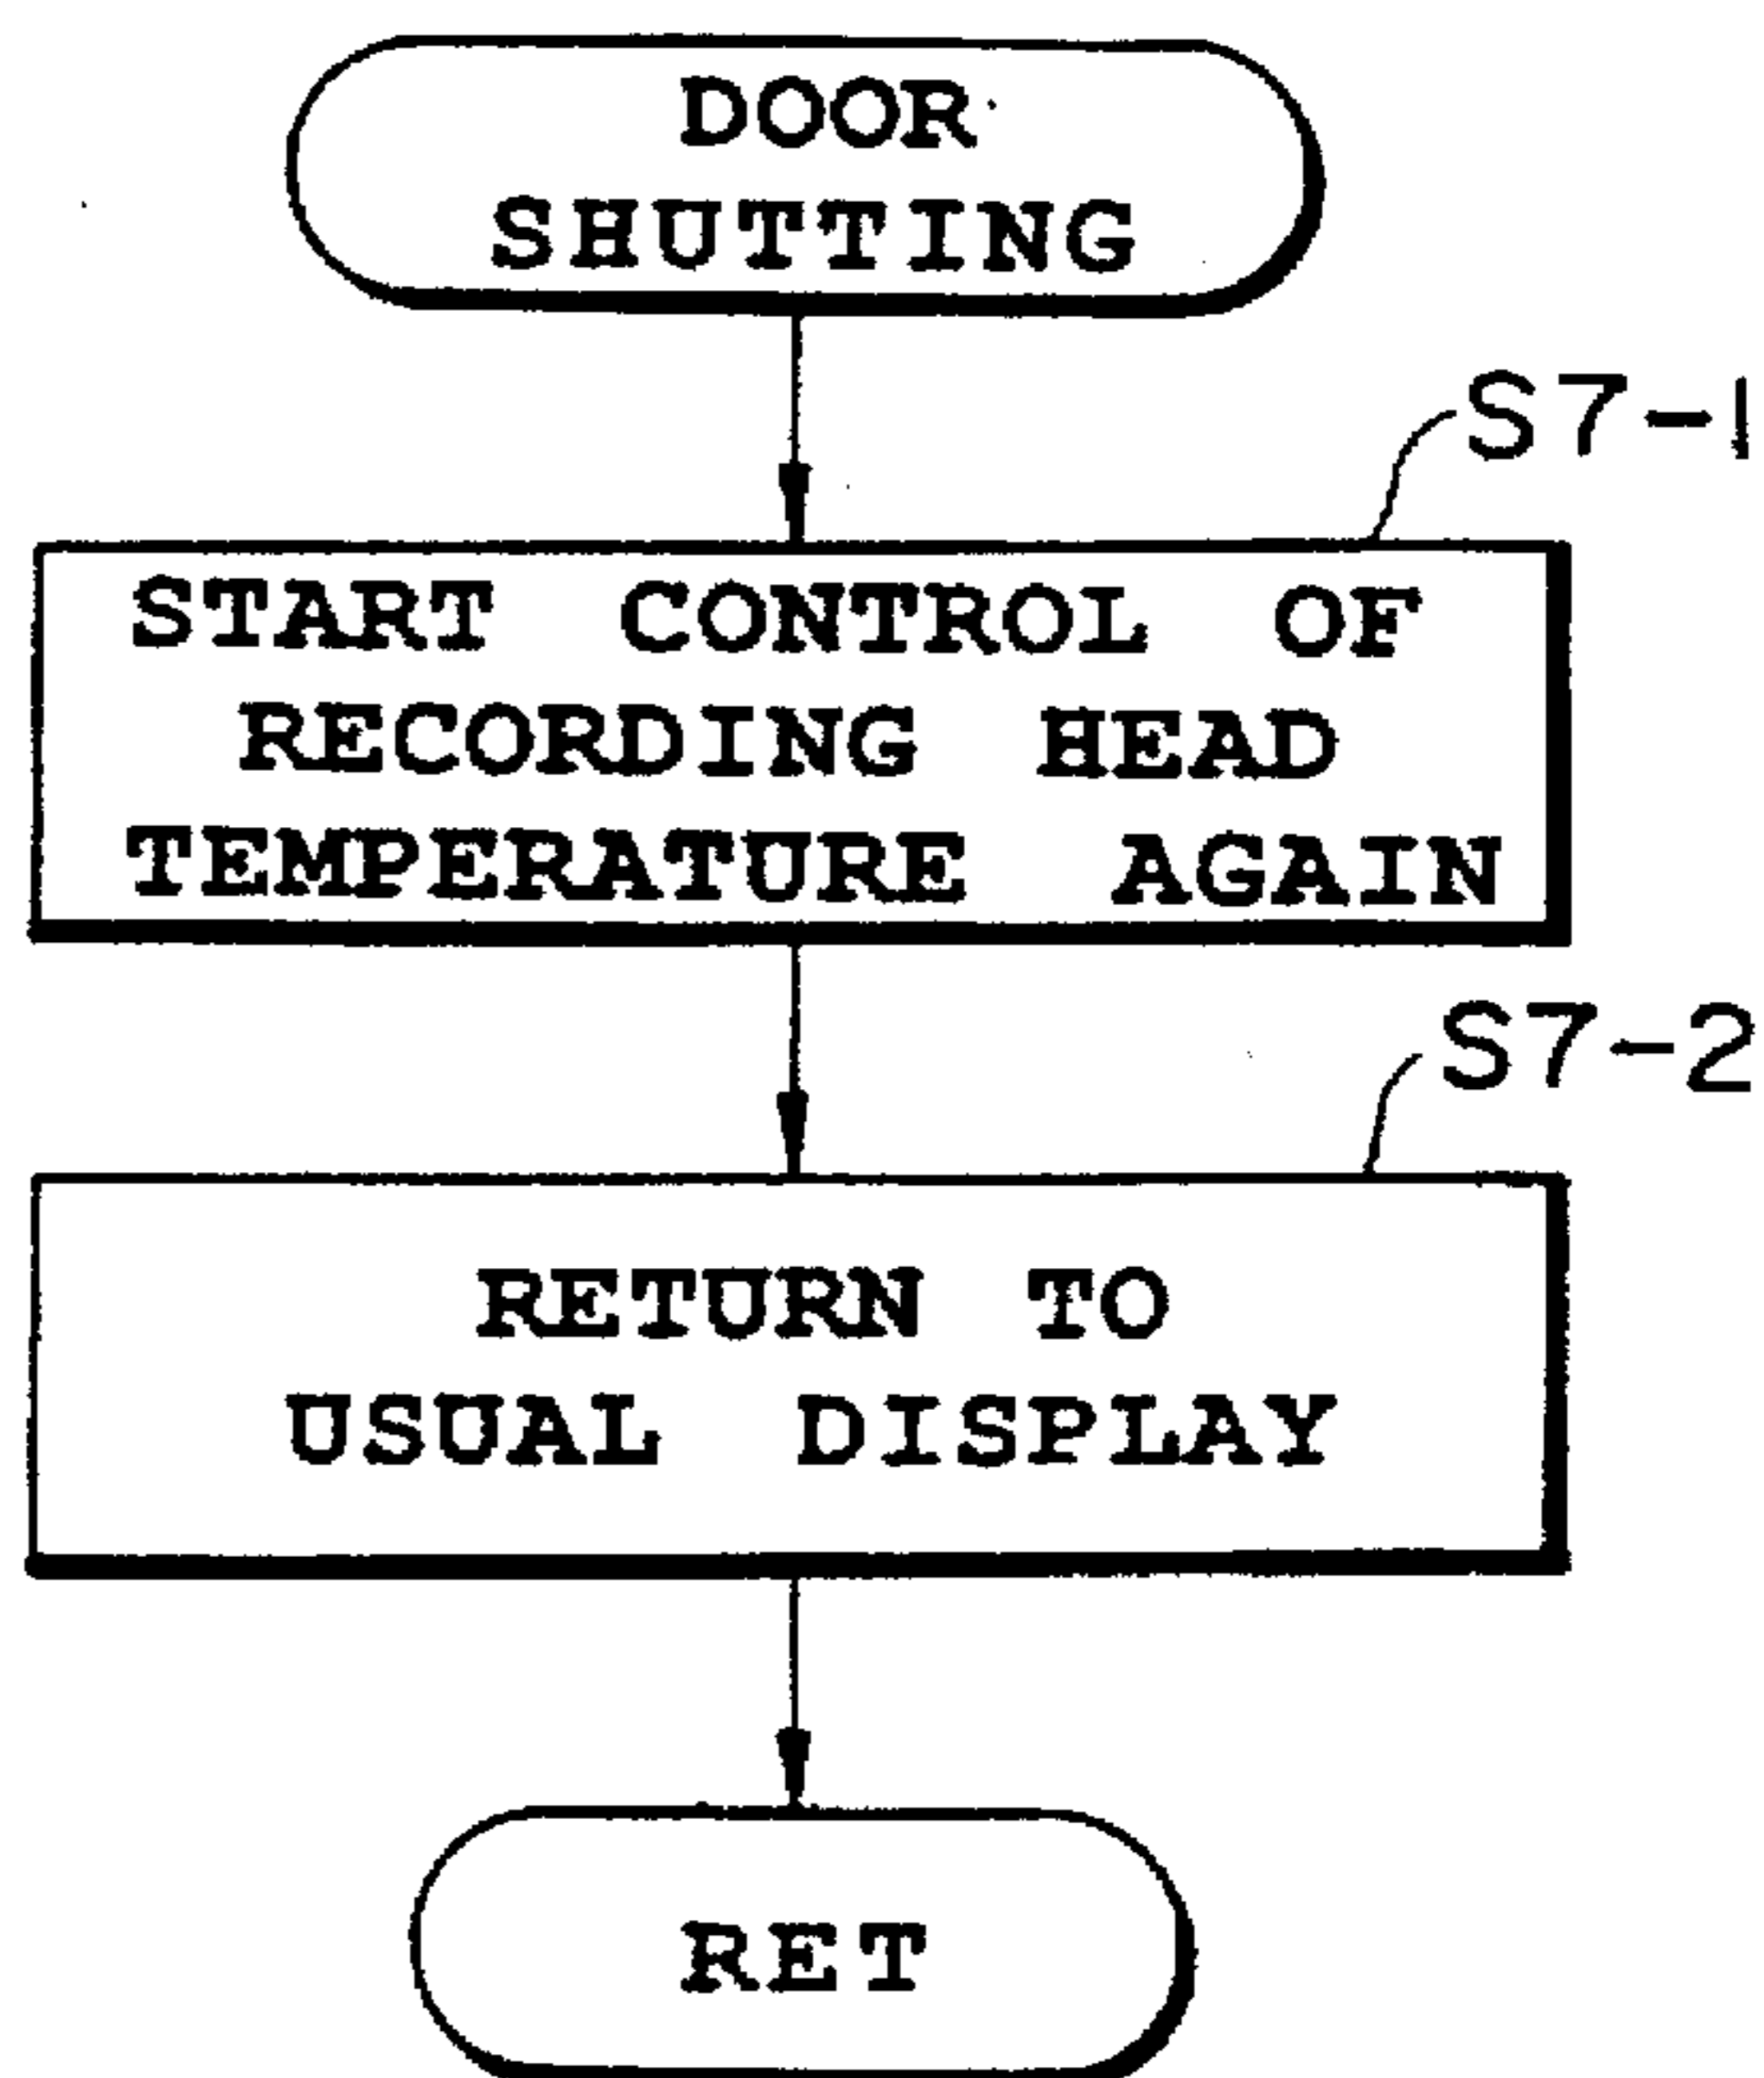 DOOR
SHUTTING
S7-1
START CONTROL OF
RECORDING HEAD
TEMPERATURE AGAIN
S7-2
RETURN TO
USUAL DISPLAY
RET